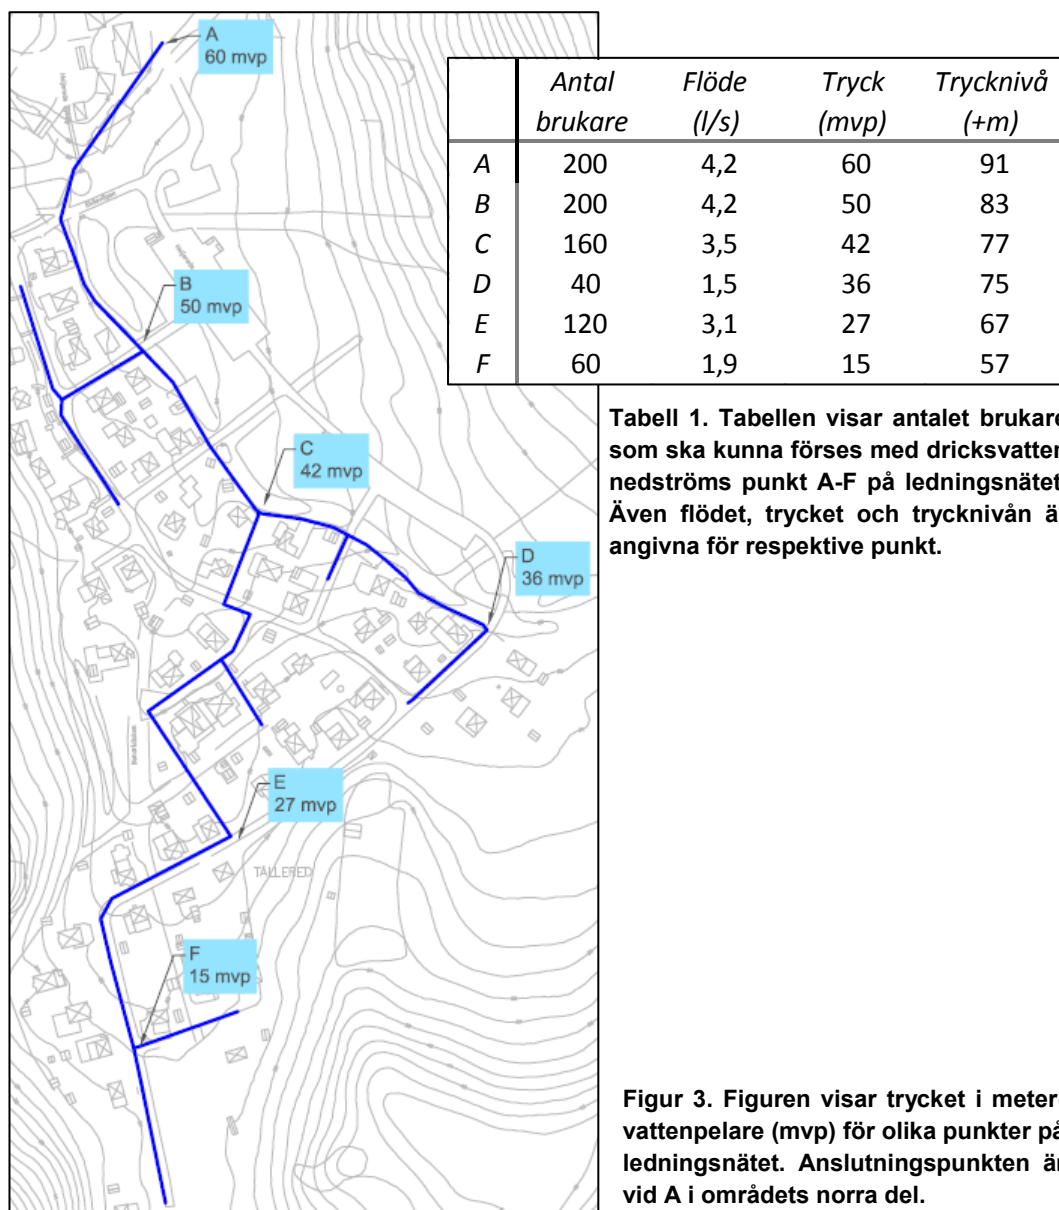 A
60 mvp
B
50 mvp
C
42 mvp
D
36 mvp
E
27 mvp
TÅLLERED
F
15 mvp
Antal brukare Flöde (l/s) Tryck (mvp) Trycknivå (+m)
A 200 4,2 60 91
B 200 4,2 50 83
C 160 3,5 42 77
D 40 1,5 36 75
E 120 3,1 27 67
F 60 1,9 15 57
Tabell 1. Tabellen visar antalet brukare
som ska kunna förses med dricksvatten
nedströms punkt A-F på ledningsnätet.
Även flödet, trycket och trycknivån är
angivna för respektive punkt.
Figur 3. Figuren visar trycket i meter-
vattenpelare (mvp) för olika punkter på
ledningsnätet. Anslutningspunkten är
vid A i områdets norra del.